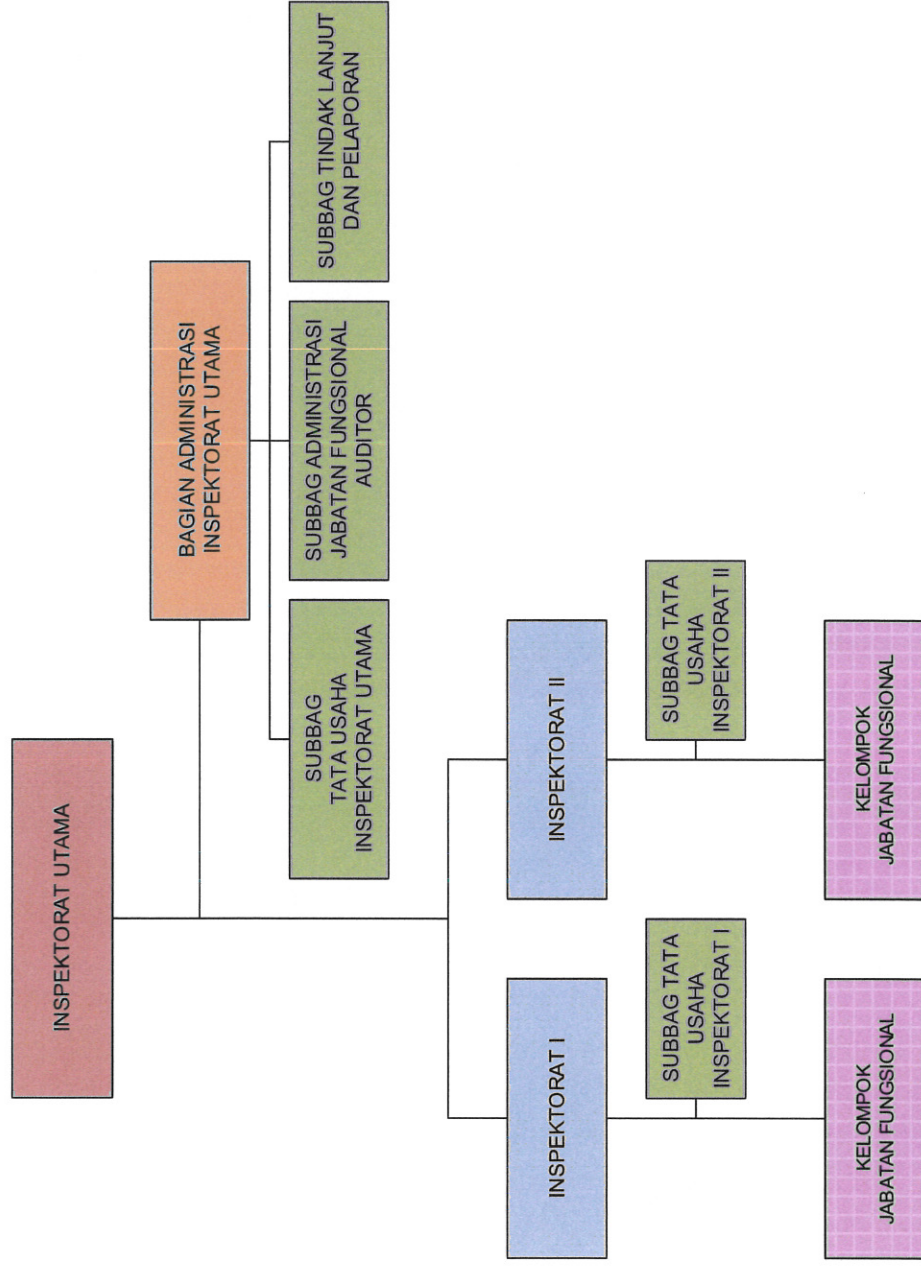 INSPEKTORAT UTAMA
BAGIAN ADMINISTRASI
INSPEKTORAT UTAMA
SUBBAG
TATA USAHA
INSPEKTORAT UTAMA
SUBBAG ADMINISTRASI
JABATAN FUNGSIONAL
AUDITOR
SUBBAG TINDAK LANJUT
DAN PELAPORAN
INSPEKTORAT I
INSPEKTORAT II
SUBBAG TATA
USAHA
INSPEKTORAT I
SUBBAG TATA
USAHA
INSPEKTORAT II
KELOMPOK
JABATAN FUNGSIONAL
KELOMPOK
JABATAN FUNGSIONAL